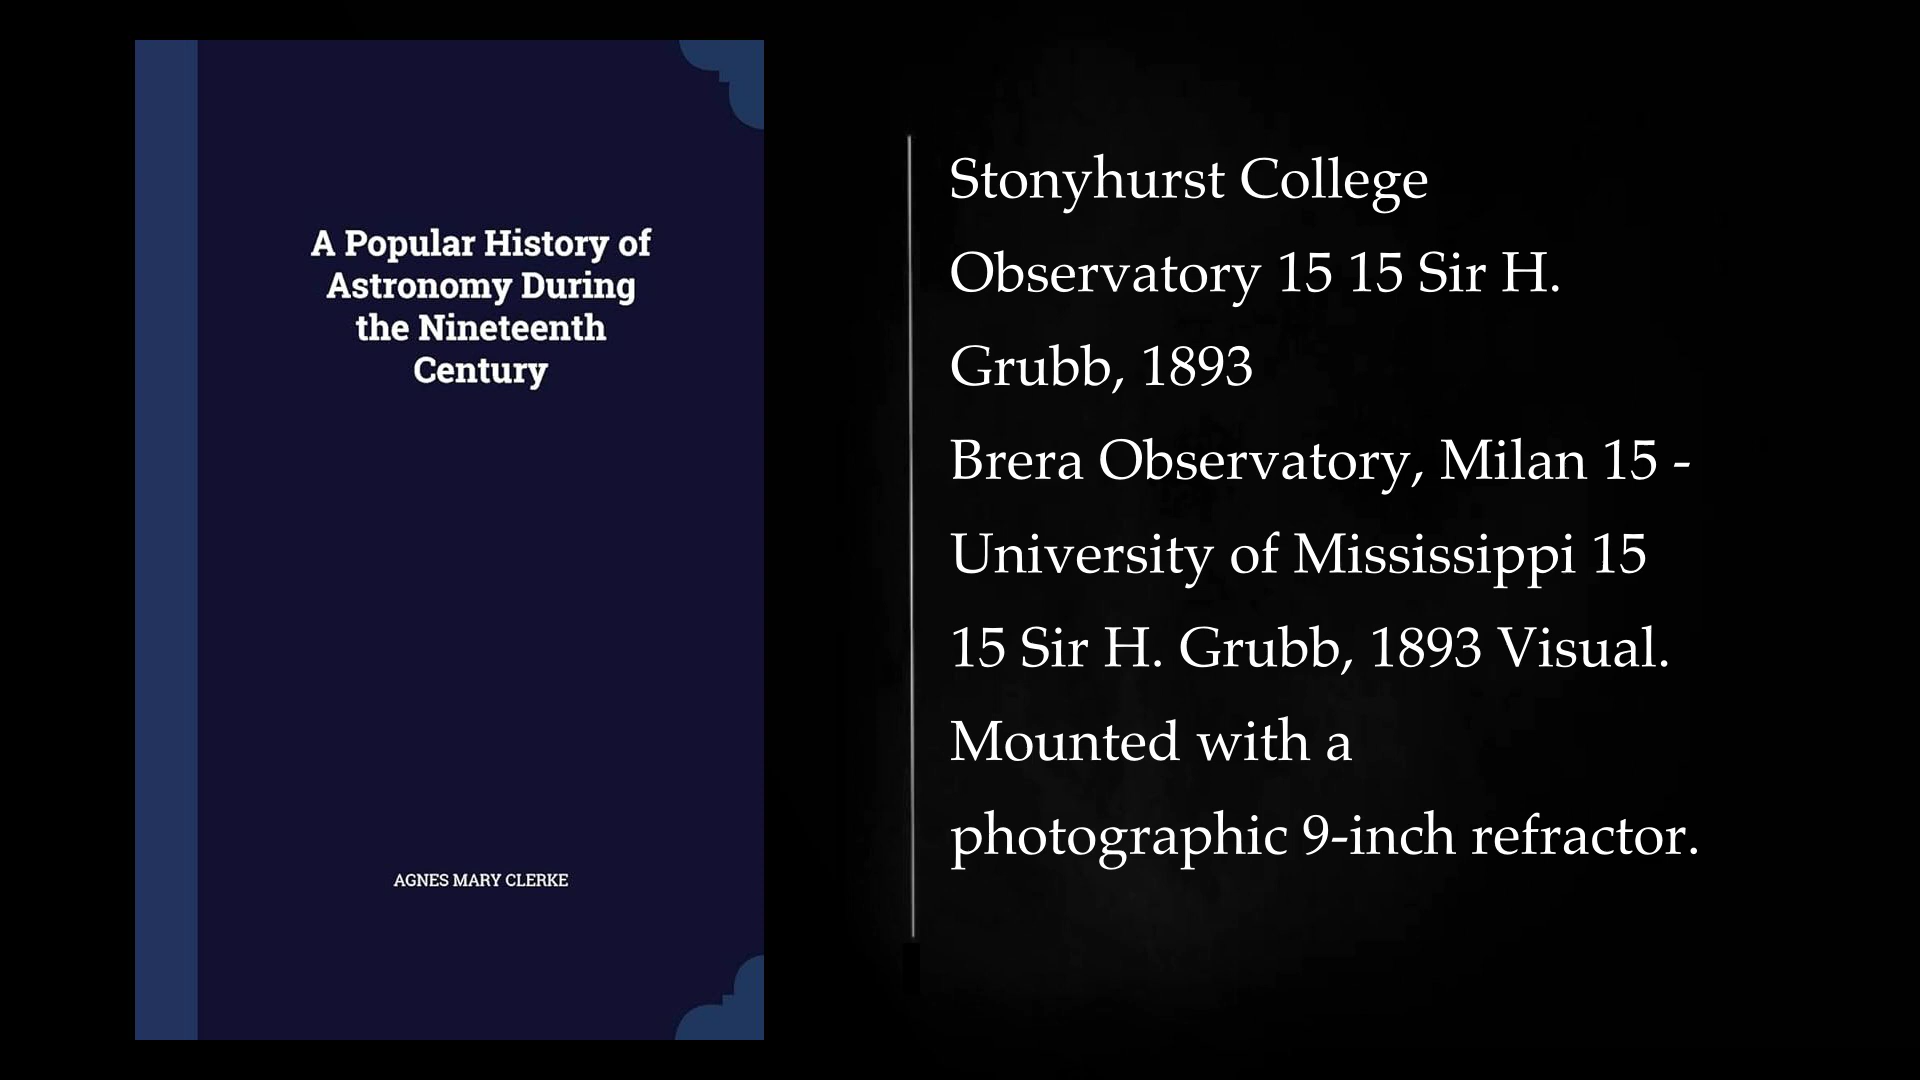 A Popular History of
Astronomy During
the Nineteenth
Century
AGNES MARY CLERKE
Stonyhurst College
Observatory 15 15 Sir H.
Grubb, 1893
Brera Observatory, Milan 15 -
University of Mississippi 15
15 Sir H. Grubb, 1893 Visual.
Mounted with a
photographic 9-inch refractor.